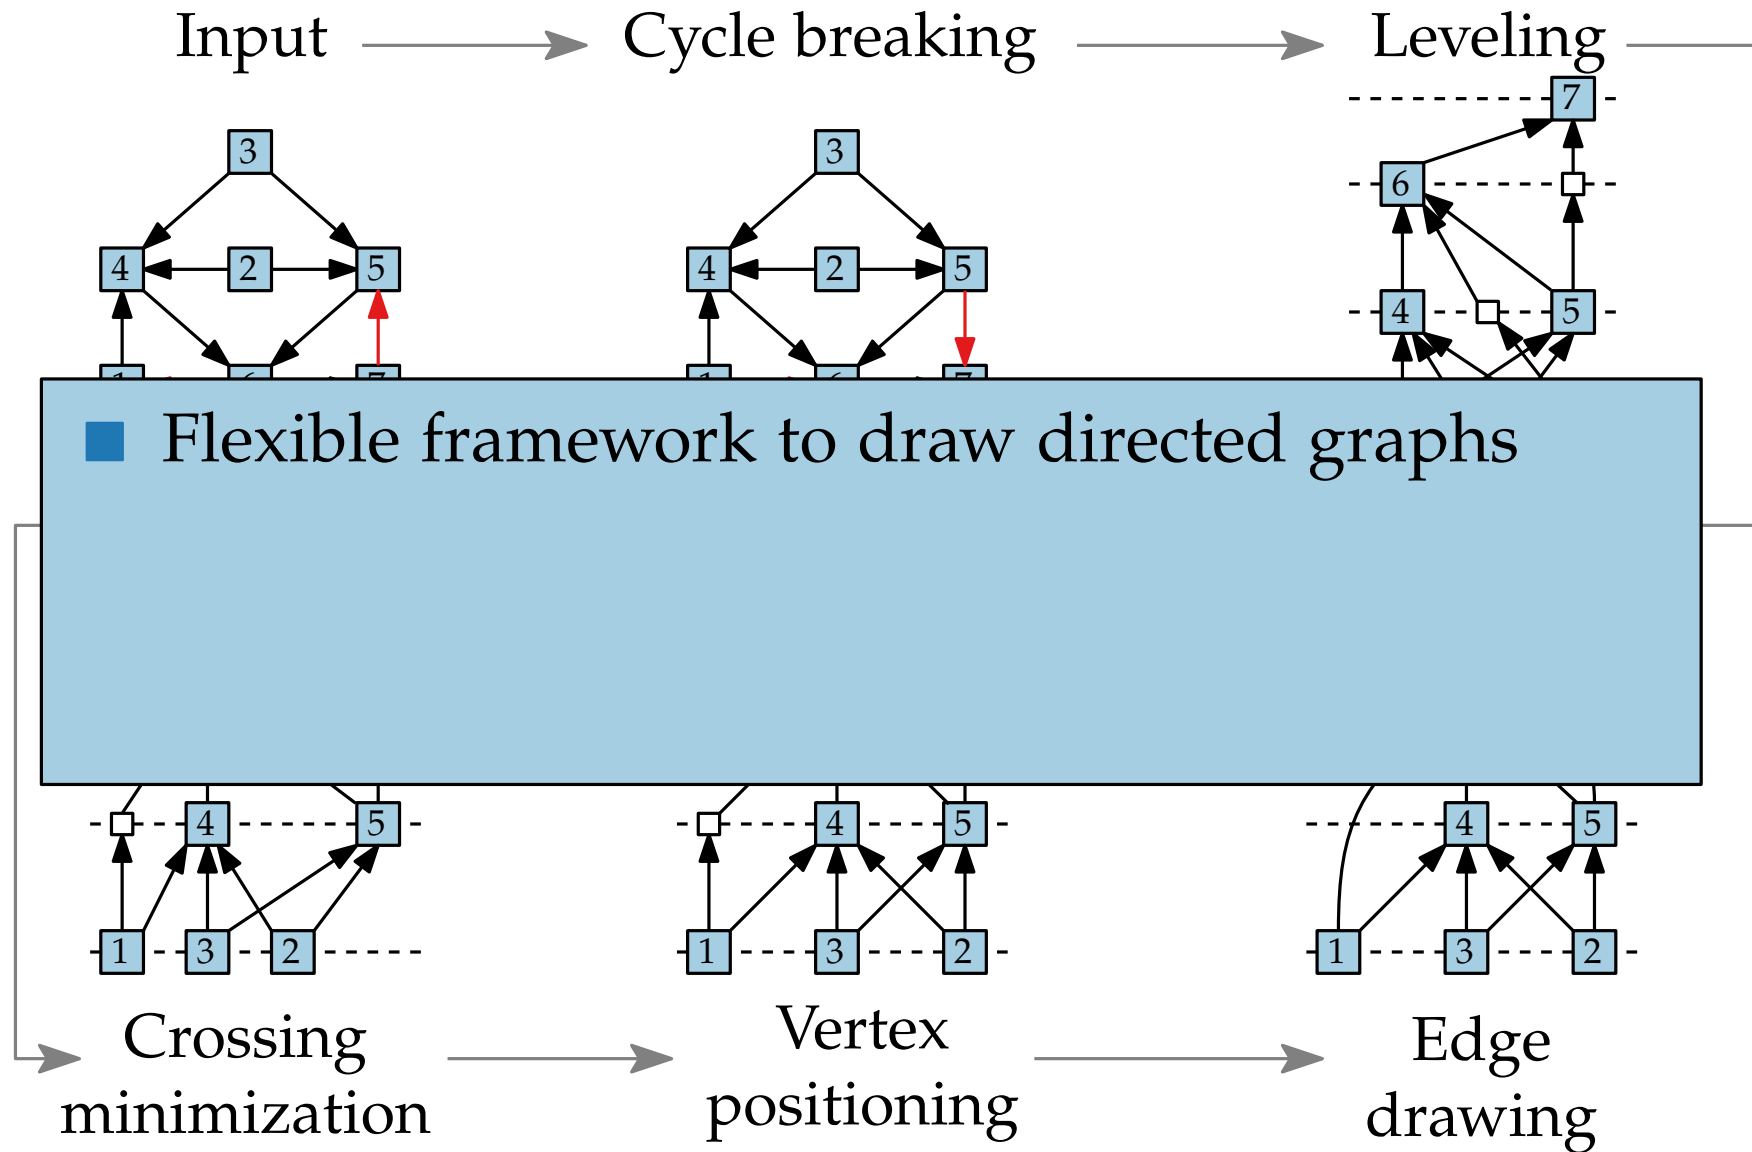 Input
Cycle breaking
Leveling
7
3
3
6
4 2 5
4 2 5
4 5
Flexible framework to draw directed graphs
4 5
4 5
4 5
1 3 2
1 3 2
1 3 2
Crossing
minimization
Vertex
positioning
Edge
drawing